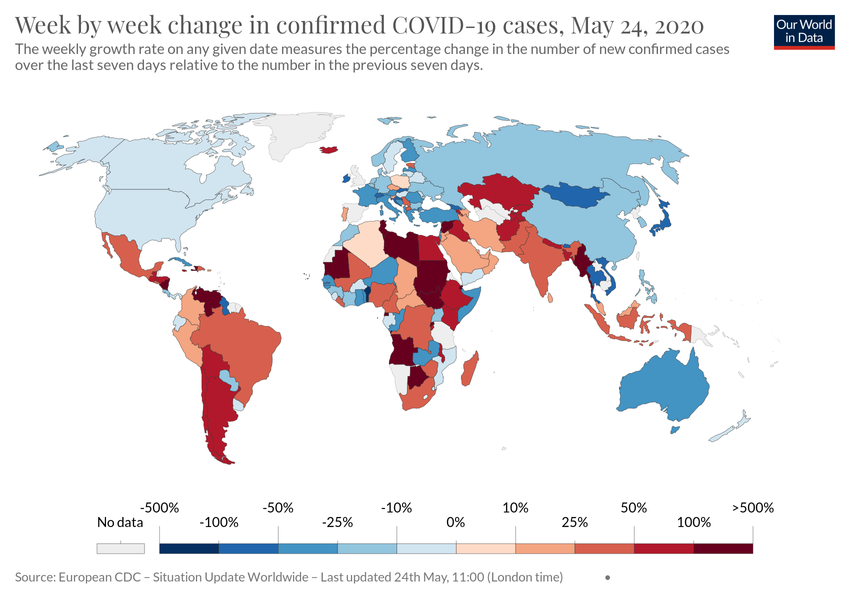 Week by week change in confirmed COVID-19 cases, May 24, 2020
Our World
in Data
The weekly growth rate on any given date measures the percentage change in the number of new confirmed cases
over the last seven days relative to the number in the previous seven days.
-500% -50% -10% 10% 50% >500%
No data -100% -25% 0% 25% 100%
Source: European CDC – Situation Update Worldwide – Last updated 24th May, 11:00 (London time)